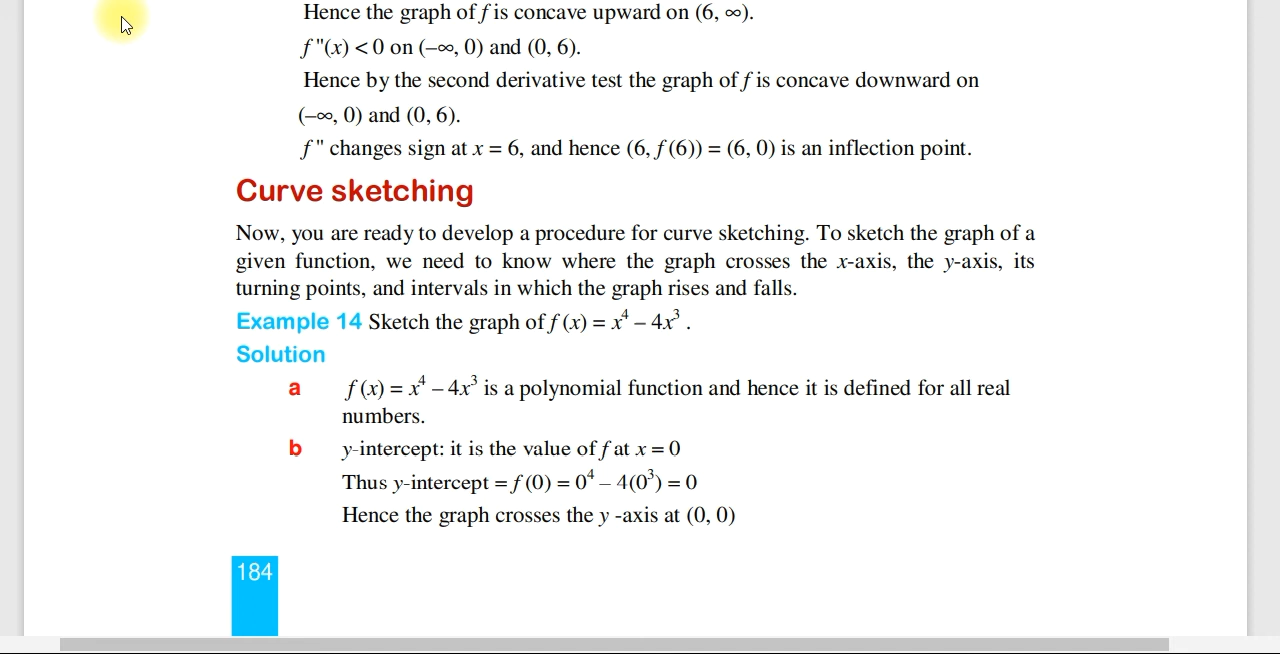 Hence the graph of f is concave upward on (6, ∞).
f "(x) < 0 on (–∞, 0) and (0, 6).
Hence by the second derivative test the graph of f is concave downward on
(–∞, 0) and (0, 6).
f " changes sign at x = 6, and hence (6, f (6)) = (6, 0) is an inflection point.
Curve sketching
Now, you are ready to develop a procedure for curve sketching. To sketch the graph of a
given function, we need to know where the graph crosses the x-axis, the y-axis, its
turning points, and intervals in which the graph rises and falls.
Example 14 Sketch the graph of f (x) = x⁴ – 4x³ .
Solution
a f (x) = x⁴ – 4x³ is a polynomial function and hence it is defined for all real
numbers.
b y-intercept: it is the value of f at x = 0
Thus y-intercept = f (0) = 0⁴ – 4(0³) = 0
Hence the graph crosses the y -axis at (0, 0)
184